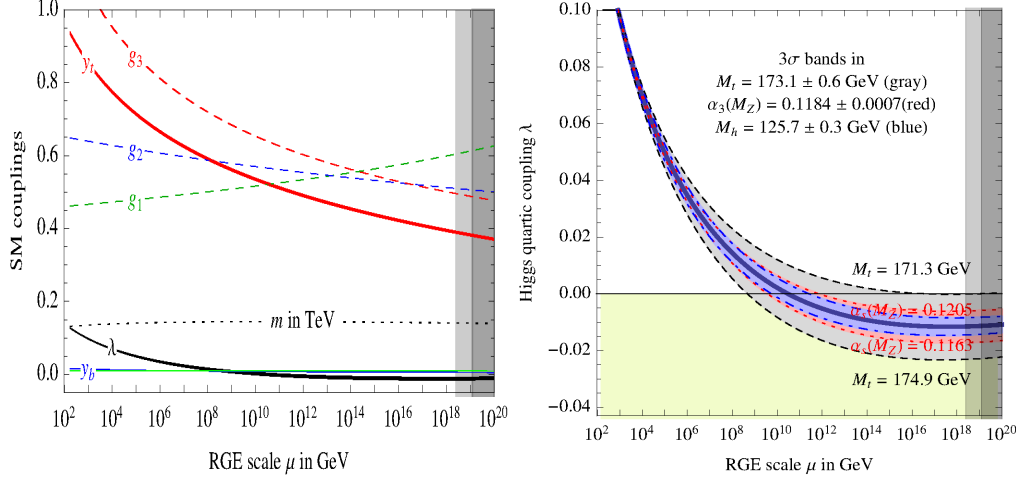 1.0
0.8
0.6
0.4
0.2
0.0
SM couplings
y_t
g_3
g_2
g_1
m in TeV
λ
y_b
10^2 10^4 10^6 10^8 10^10 10^12 10^14 10^16 10^18 10^20
RGE scale μ in GeV
0.10
0.08
0.06
0.04
0.02
0.00
−0.02
−0.04
Higgs quartic coupling λ
3σ bands in
M_t = 173.1 ± 0.6 GeV (gray)
α_3(M_Z) = 0.1184 ± 0.0007(red)
M_h = 125.7 ± 0.3 GeV (blue)
M_t = 171.3 GeV
α_s(M_Z) = 0.1205
α_s(M_Z) = 0.1163
M_t = 174.9 GeV
10^2 10^4 10^6 10^8 10^10 10^12 10^14 10^16 10^18 10^20
RGE scale μ in GeV